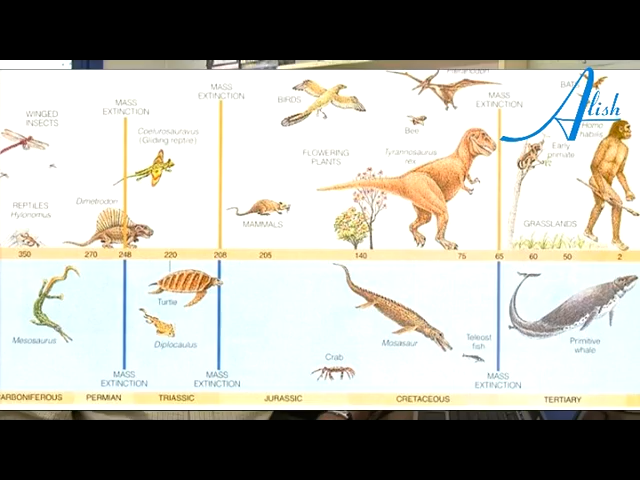 Alish
MASS
EXTINCTION
MASS
EXTINCTION
MASS
EXTINCTION
WINGED
INSECTS
Coelurosauravus
(Gliding reptile)
BIRDS
Bee
BAT
Homo
habilis
Early
primate
FLOWERING
PLANTS
Tyrannosaurus
rex
REPTILES
Hylonomus
Dimetrodon
MAMMALS
GRASSLANDS
350 270 248 220 208 205 140 75 65 60 50 2
Mesosaurus
Turtle
Diplocaulus
Crab
Mosasaur
Teleost
fish
Primitive
whale
MASS
EXTINCTION
MASS
EXTINCTION
MASS
EXTINCTION
ARBONIFEROUS PERMIAN TRIASSIC JURASSIC CRETACEOUS TERTIARY